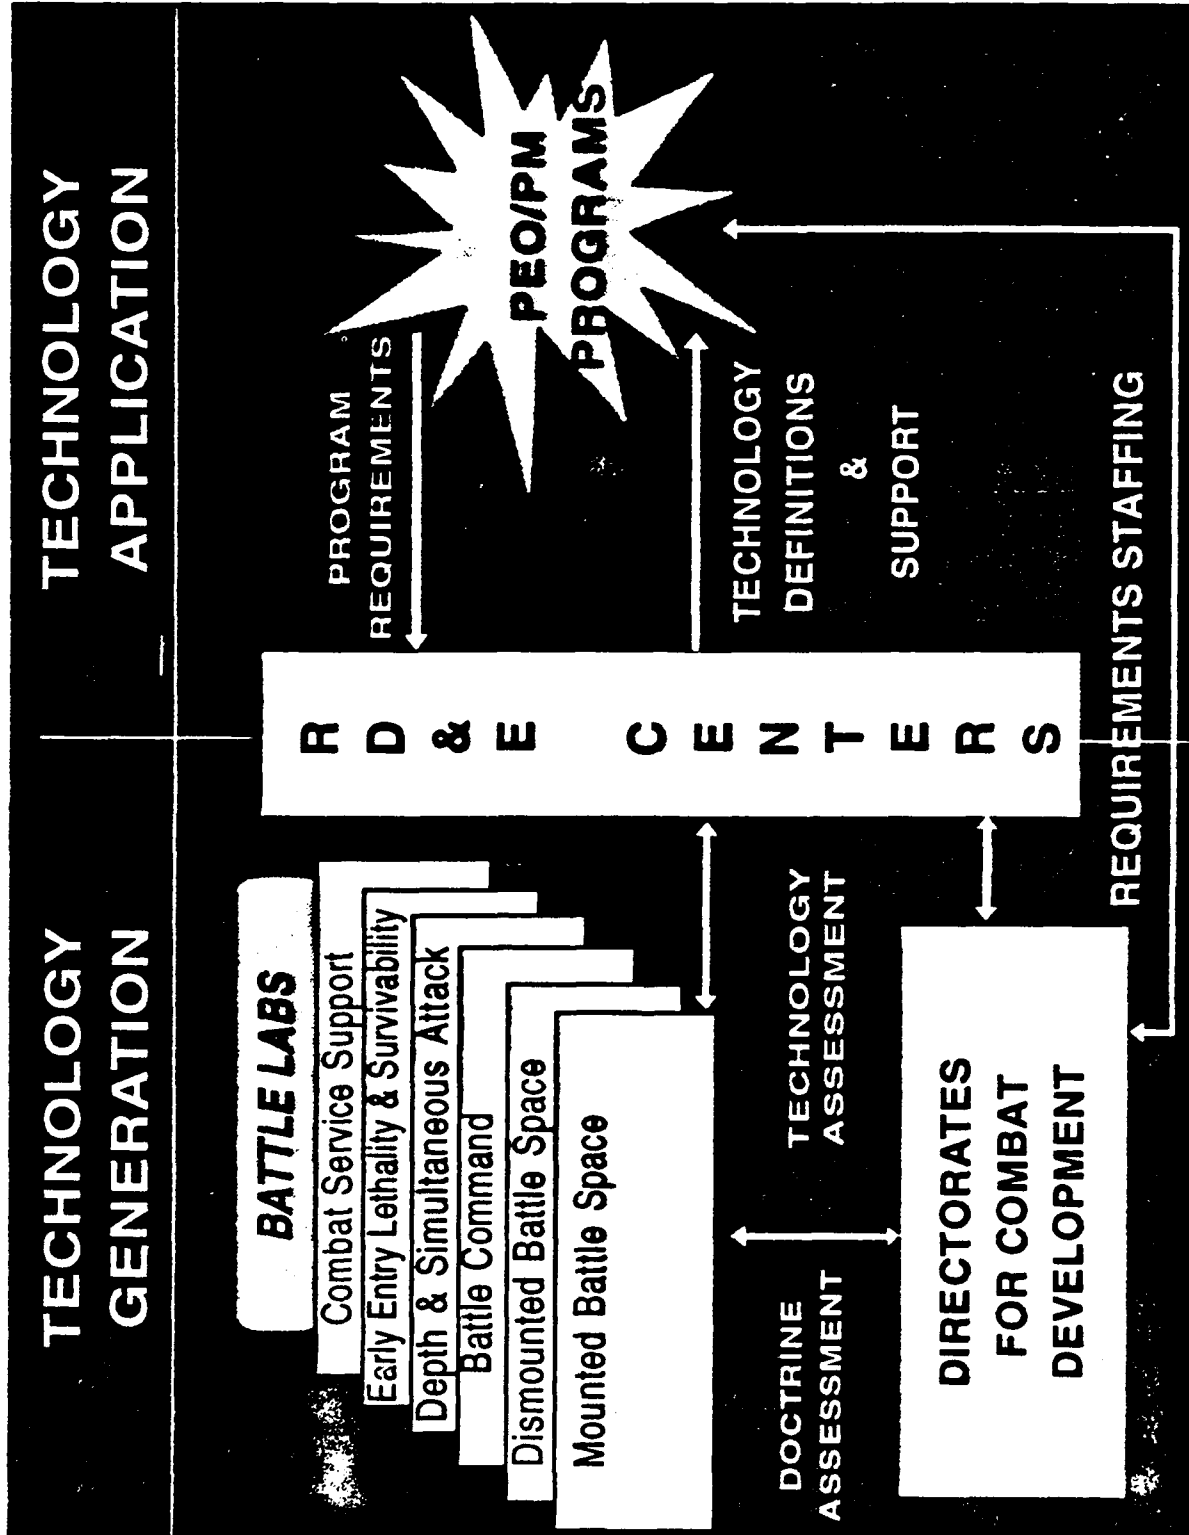 TECHNOLOGY
GENERATION
TECHNOLOGY
APPLICATION
BATTLE LABS
Combat Service Support
Early Entry Lethality & Survivability
Depth & Simultaneous Attack
Battle Command
Dismounted Battle Space
Mounted Battle Space
DOCTRINE
ASSESSMENT
TECHNOLOGY
ASSESSMENT
DIRECTORATES
FOR COMBAT
DEVELOPMENT
R
D
&
E
C
E
N
T
E
R
S
PROGRAM
REQUIREMENTS
PEO/PM
PROGRAMS
TECHNOLOGY
DEFINITIONS
&
SUPPORT
REQUIREMENTS STAFFING